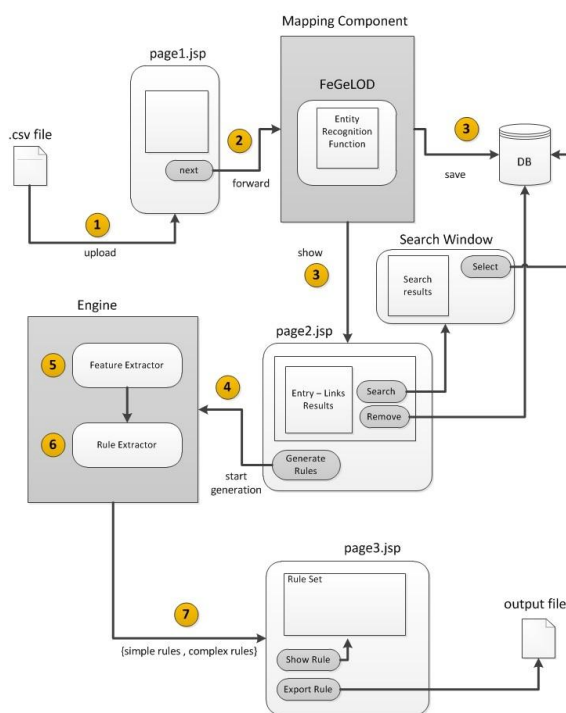 Mapping Component
page1.jsp
FeGeLOD
.csv file
Entity
Recognition
Function
2
3
DB
next
forward
save
1
upload
show
3
Search Window
Select
Search
results
Engine
page2.jsp
5
Feature Extractor
4
Entry – Links
Results
Search
Remove
6
Rule Extractor
Generate
Rules
start
generation
page3.jsp
Rule Set
7
output file
{simple rules , complex rules}
Show Rule
Export Rule